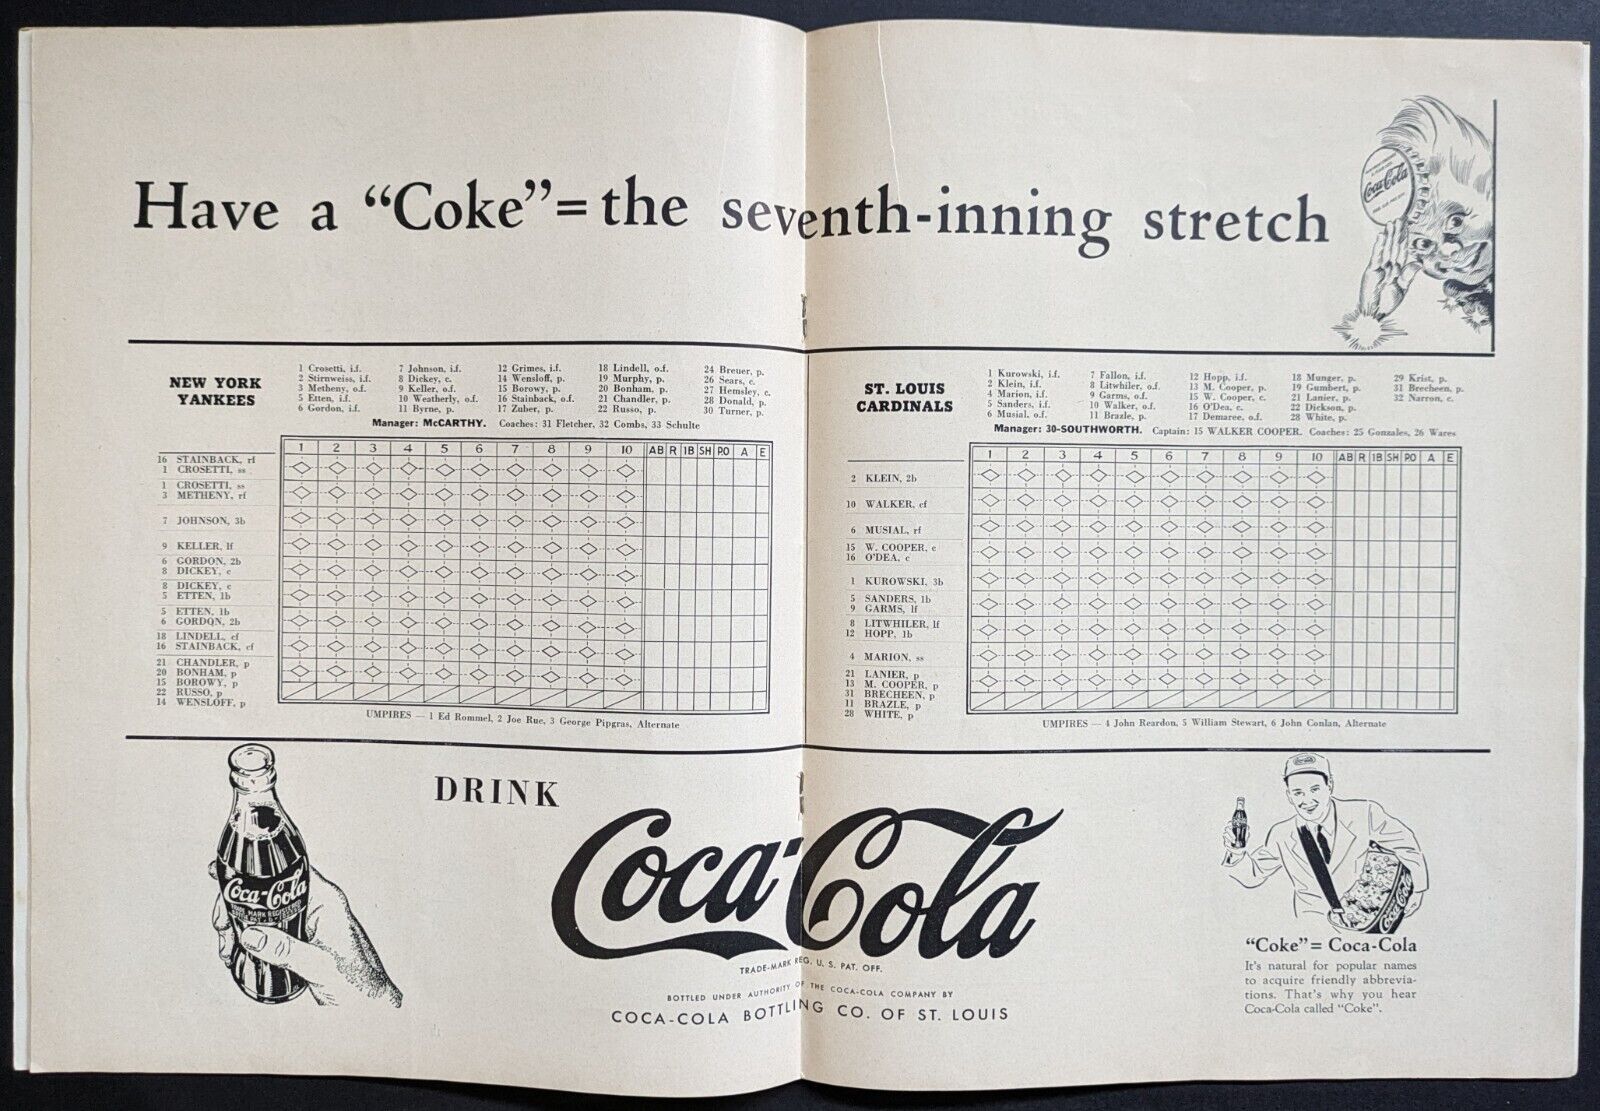 Have a "Coke" = the seventh-inning stretch
Coca-Cola
NEW YORK
YANKEES
1 Crosetti, i.f.
2 Stirnweiss, i.f.
3 Metheny, o.f.
5 Etten, i.f.
6 Gordon, i.f.
7 Johnson, i.f.
8 Dickey, c.
9 Keller, o.f.
10 Weatherly, o.f.
11 Byrne, p.
12 Grimes, i.f.
14 Wensloff, p.
15 Borowy, p.
16 Stainback, o.f.
17 Zuber, p.
18 Lindell, o.f.
19 Murphy, p.
20 Bonham, p.
21 Chandler, p.
22 Russo, p.
24 Breuer, p.
26 Sears, c.
27 Hemsley, c.
28 Donald, p.
30 Turner, p.
Manager: McCARTHY. Coaches: 31 Fletcher, 32 Combs, 33 Schulte
1 2 3 4 5 6 7 8 9 10 AB R 1B SH PO A E
16 STAINBACK, rf
1 CROSETTI, ss
1 CROSETTI, ss
3 METHENY, rf
7 JOHNSON, 3b
9 KELLER, lf
6 GORDON, 2b
8 DICKEY, c
8 DICKEY, c
5 ETTEN, 1b
5 ETTEN, 1b
6 GORDON, 2b
18 LINDELL, cf
16 STAINBACK, cf
21 CHANDLER, p
20 BONHAM, p
15 BOROWY, p
22 RUSSO, p
14 WENSLOFF, p
UMPIRES — 1 Ed Rommel, 2 Joe Rue, 3 George Pipgras, Alternate
ST. LOUIS
CARDINALS
1 Kurowski, i.f.
2 Klein, i.f.
4 Marion, i.f.
5 Sanders, i.f.
6 Musial, o.f.
7 Fallon, i.f.
8 Litwhiler, o.f.
9 Garms, o.f.
10 Walker, o.f.
11 Brazle, p.
12 Hopp, i.f.
13 M. Cooper, p.
15 W. Cooper, c.
16 O'Dea, c.
17 Demaree, o.f.
18 Munger, p.
19 Gumbert, p.
21 Lanier, p.
22 Dickson, p.
28 White, p.
29 Krist, p.
31 Brecheen, p.
32 Narron, c.
Manager: 30-SOUTHWORTH. Captain: 15 WALKER COOPER. Coaches: 25 Gonzales, 26 Wares
1 2 3 4 5 6 7 8 9 10 AB R 1B SH PO A E
2 KLEIN, 2b
10 WALKER, cf
6 MUSIAL, rf
15 W. COOPER, c
16 O'DEA, c
1 KUROWSKI, 3b
5 SANDERS, 1b
9 GARMS, lf
8 LITWHILER, lf
12 HOPP, 1b
4 MARION, ss
21 LANIER, p
13 M. COOPER, p
31 BRECHEEN, p
11 BRAZLE, p
28 WHITE, p
UMPIRES — 4 John Reardon, 5 William Stewart, 6 John Conlan, Alternate
DRINK
Coca-Cola
TRADE-MARK REG. U. S. PAT. OFF.
BOTTLED UNDER AUTHORITY OF THE COCA-COLA COMPANY BY
COCA-COLA BOTTLING CO. OF ST. LOUIS
Coca-Cola
TRADE MARK REGISTERED
Coca-Cola
"Coke" = Coca-Cola
It's natural for popular names
to acquire friendly abbrevia-
tions. That's why you hear
Coca-Cola called "Coke".